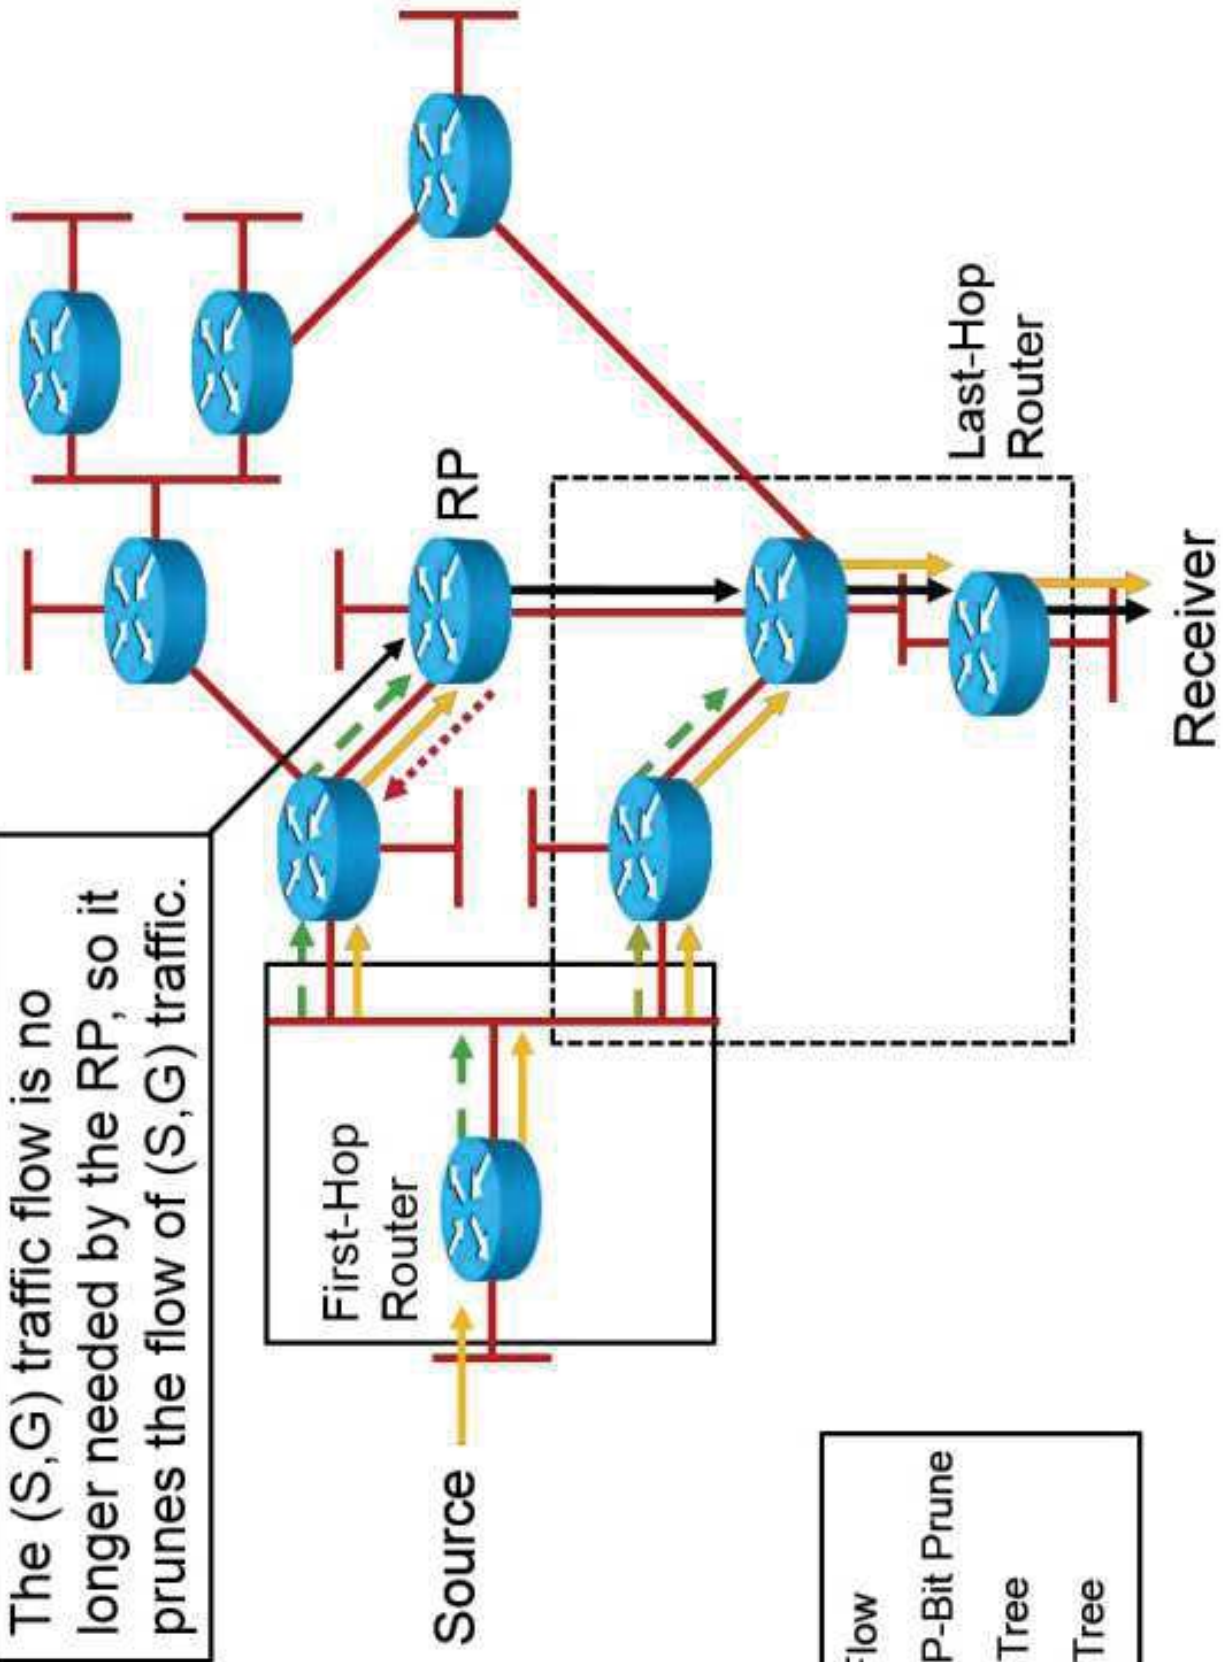 The (S,G) traffic flow is no
longer needed by the RP, so it
prunes the flow of (S,G) traffic.
First-Hop
Router
RP
Source
Last-Hop
Router
Receiver
P-Bit Prune
Tree
Tree